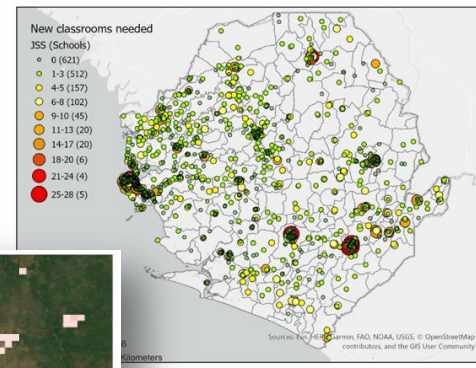 New classrooms needed
JSS (Schools)
0 (621)
1-3 (512)
4-5 (157)
6-8 (102)
9-10 (45)
11-13 (20)
14-17 (20)
18-20 (6)
21-24 (4)
25-28 (5)
6
Kilometers
Sources: Esri, HERE, Garmin, FAO, NOAA, USGS, © OpenStreetMap
contributors, and the GIS User Community